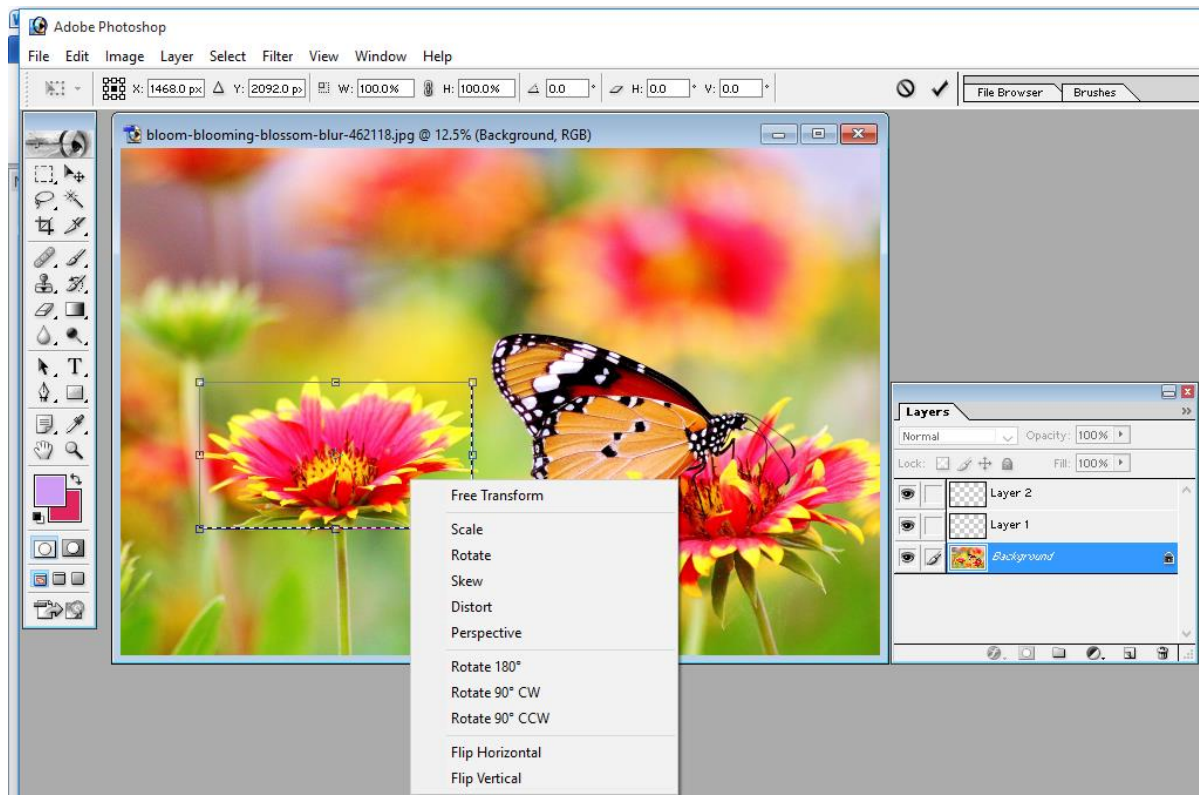 Adobe Photoshop
File Edit Image Layer Select Filter View Window Help
X: 1468.0 px Y: 2092.0 p W: 100.0% H: 100.0% 0.0 ° H: 0.0 ° V: 0.0 °
File Browser Brushes
bloom-blooming-blossom-blur-462118.jpg @ 12.5% (Background, RGB)
T
Free Transform
Scale
Rotate
Skew
Distort
Perspective
Rotate 180°
Rotate 90° CW
Rotate 90° CCW
Flip Horizontal
Flip Vertical
Layers
Normal Opacity: 100%
Lock: Fill: 100%
Layer 2
Layer 1
Background